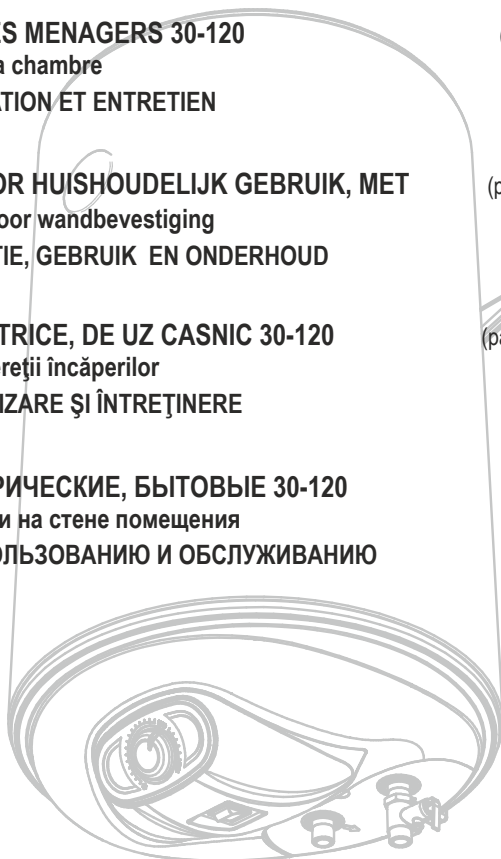 ES MENAGERS 30-120
a chambre
ATION ET ENTRETIEN
OR HUISHOUDELIJK GEBRUIK, MET
oor wandbevestiging
TIE, GEBRUIK EN ONDERHOUD
TRICE, DE UZ CASNIC 30-120
reţii încăperilor
IZARE ŞI ÎNTREŢINERE
РИЧЕСКИЕ, БЫТОВЫЕ 30-120
и на стене помещения
ОЛЬЗОВАНИЮ И ОБСЛУЖИВАНИЮ